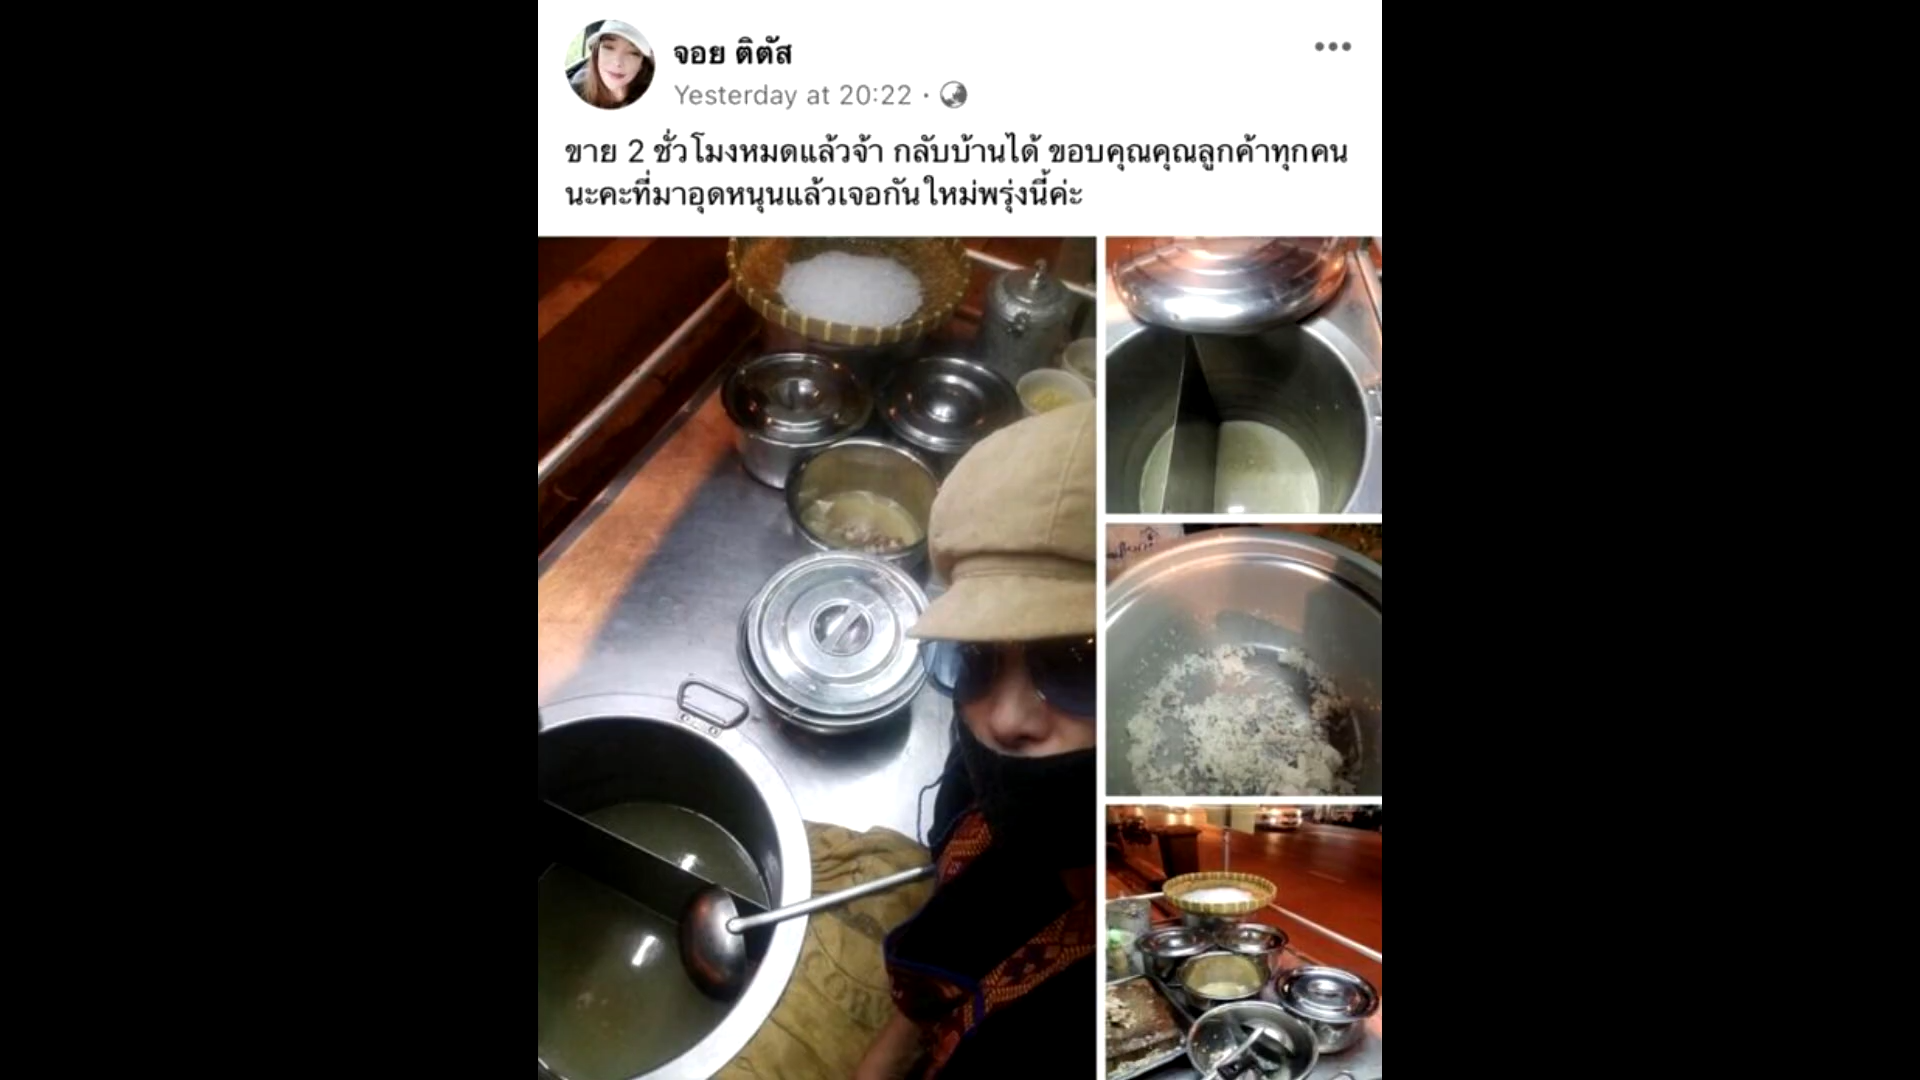 จอย ติตัส
Yesterday at 20:22
ขาย 2 ชั่วโมงหมดแล้วจ้า กลับบ้านได้ ขอบคุณคุณลูกค้าทุกคน
นะคะที่มาอุดหนุนแล้วเจอกันใหม่พรุ่งนี้ค่ะ